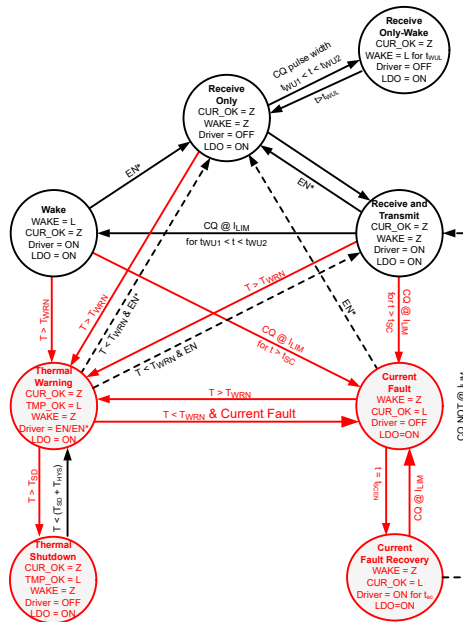 Receive
Only-Wake
CUR_OK = Z
WAKE = L for tWUL
Driver = OFF
LDO = ON
CQ pulse width
tWU1 < t < tWU2
t>tWUL
Receive
Only
CUR_OK = Z
WAKE = Z
Driver = OFF
LDO = ON
EN*
EN*
Wake
WAKE = L
CUR_OK = Z
Driver = ON
LDO = ON
CQ @ ILIM
for tWU1 < t < tWU2
Receive and
Transmit
CUR_OK = Z
WAKE = Z
Driver = ON
LDO = ON
T > TWRN
T > TWRN
T < TWRN & EN*
T > TWRN
T < TWRN & EN
CQ @ ILIM
for t > tSC
EN*
CQ @ ILIM
for t > tSC
Thermal
Warning
CUR_OK = Z
TMP_OK = L
WAKE = Z
Driver = EN/EN*
LDO = ON
T > TWRN
T < TWRN & Current Fault
Current
Fault
WAKE = Z
CUR_OK = L
Driver = OFF
LDO=ON
T > TSD
T < (TSD + THYS)
t = tSCEN
CQ @ ILIM
CQ NOT @ ILIM
Thermal
Shutdown
CUR_OK = Z
TMP_OK = L
WAKE = Z
Driver = OFF
LDO = ON
Current
Fault Recovery
WAKE = Z
CUR_OK = L
Driver = ON for tsc
LDO=ON